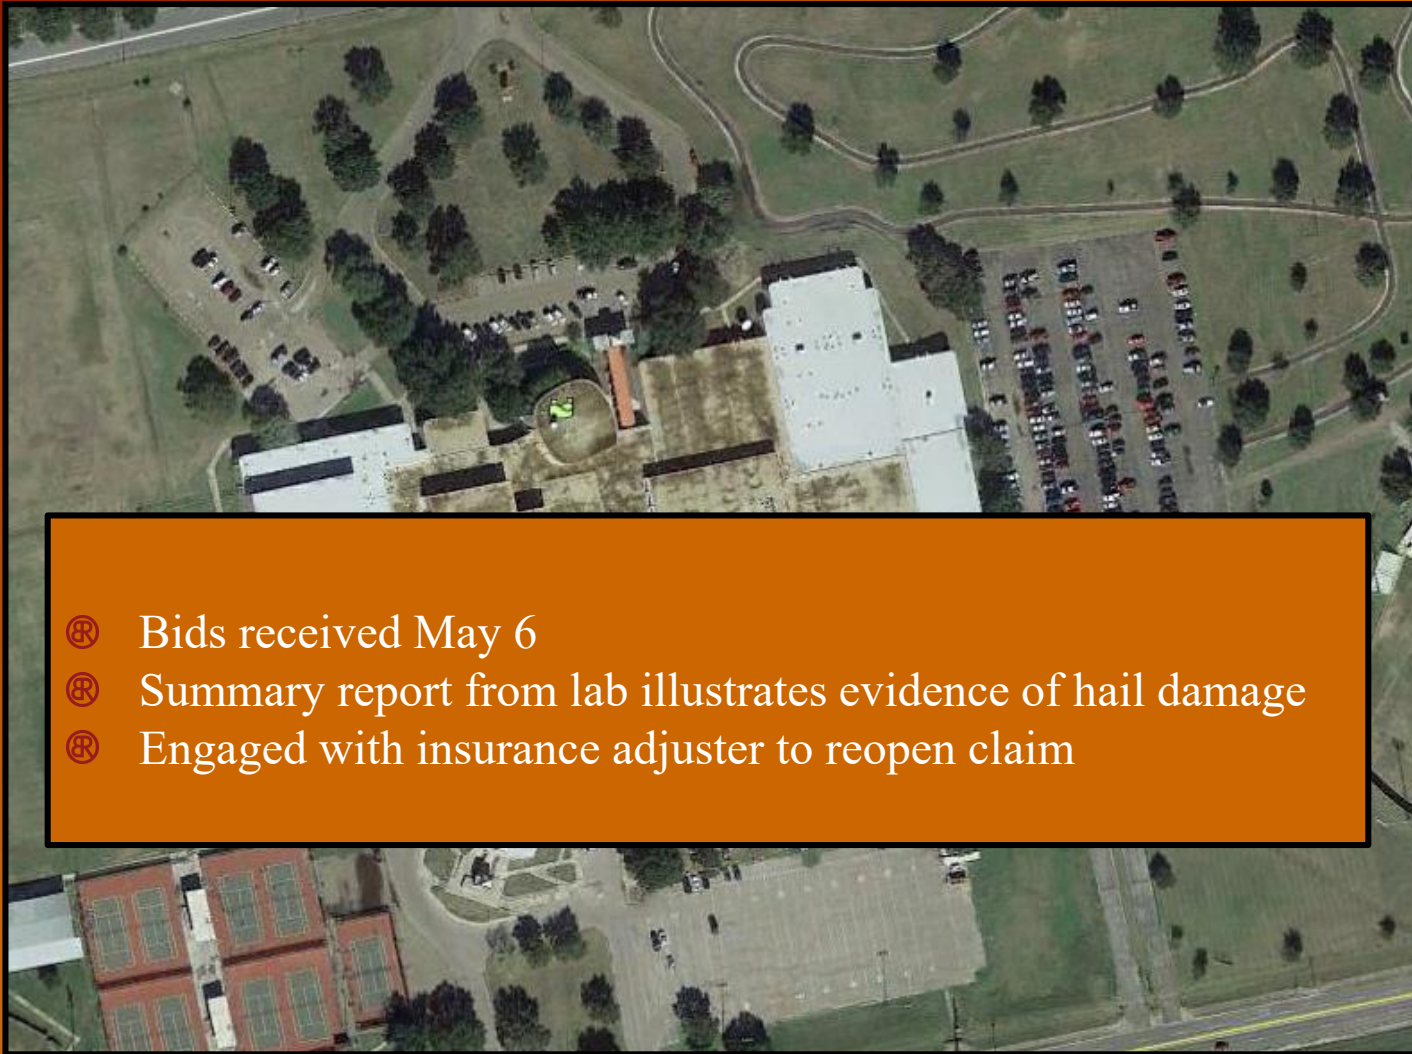 Bids received May 6
Summary report from lab illustrates evidence of hail damage
Engaged with insurance adjuster to reopen claim